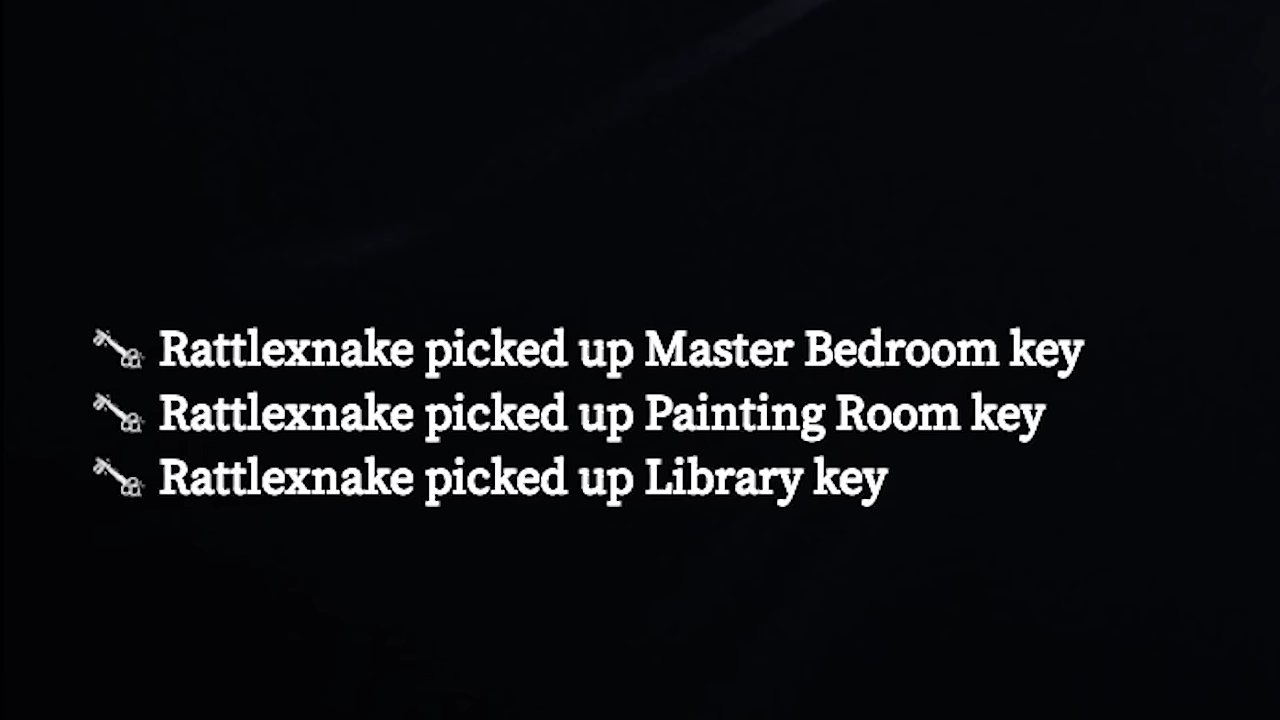 Rattlexnake picked up Master Bedroom key
Rattlexnake picked up Painting Room key
Rattlexnake picked up Library key